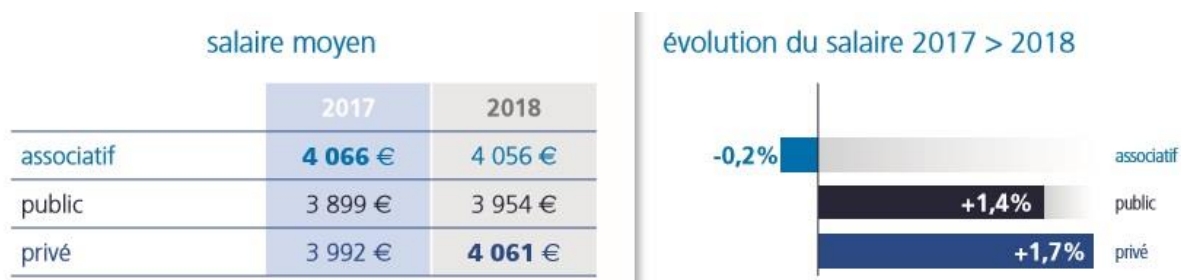 salaire moyen
2017 2018
associatif 4 066 € 4 056 €
public 3 899 € 3 954 €
privé 3 992 € 4 061 €
évolution du salaire 2017 > 2018
-0,2% associatif
+1,4% public
+1,7% privé